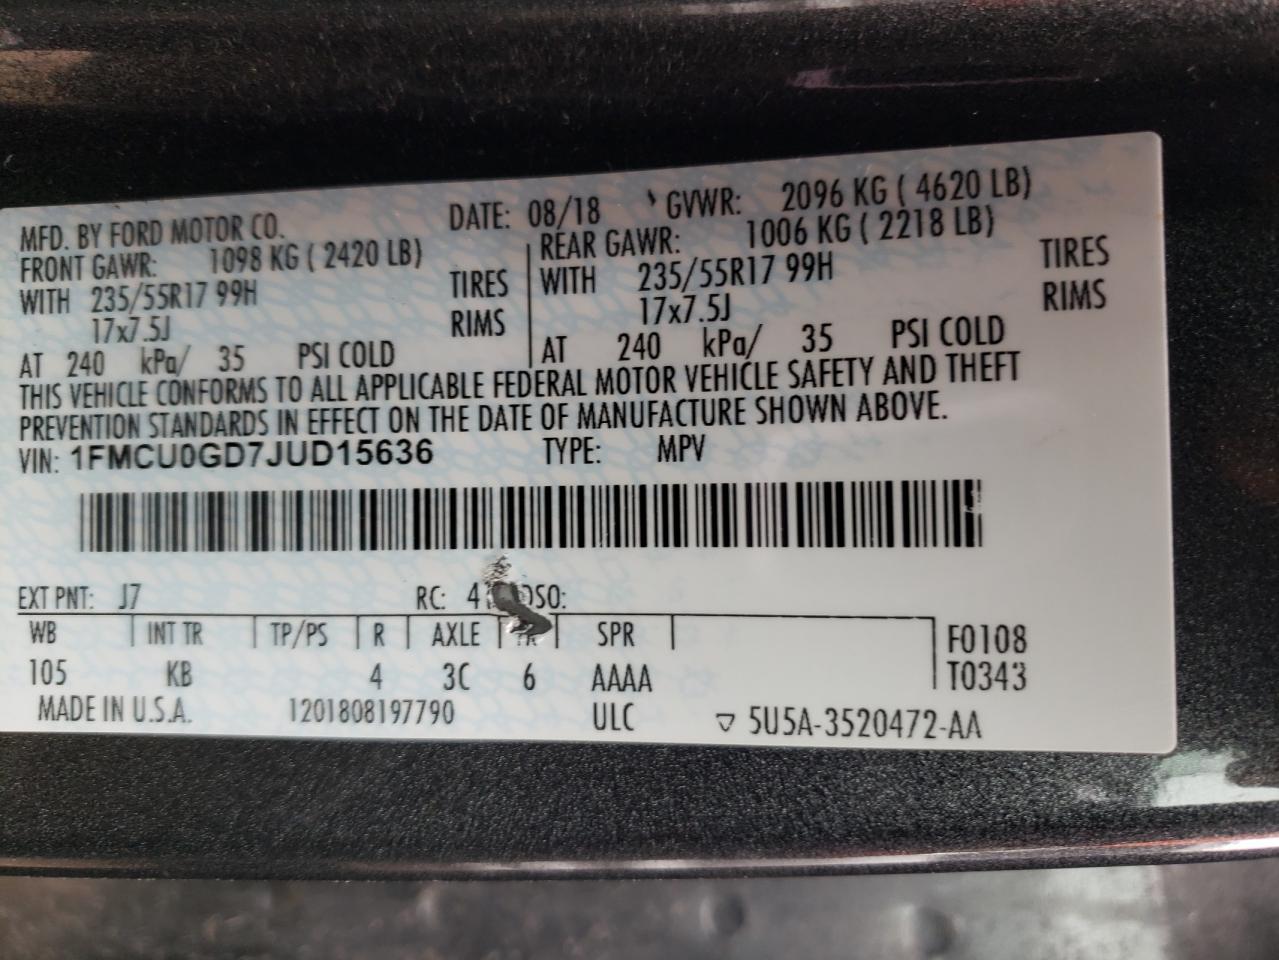 MFD. BY FORD MOTOR CO. DATE: 08/18 GVWR: 2096 KG ( 4620 LB)
FRONT GAWR: 1098 KG ( 2420 LB) REAR GAWR: 1006 KG ( 2218 LB)
WITH 235/55R17 99H TIRES WITH 235/55R17 99H TIRES
17x7.5J RIMS 17x7.5J RIMS
AT 240 kPa/ 35 PSI COLD AT 240 kPa/ 35 PSI COLD
THIS VEHICLE CONFORMS TO ALL APPLICABLE FEDERAL MOTOR VEHICLE SAFETY AND THEFT
PREVENTION STANDARDS IN EFFECT ON THE DATE OF MANUFACTURE SHOWN ABOVE.
VIN: 1FMCU0GD7JUD15636 TYPE: MPV
EXT PNT: J7 RC: DSO:
WB INT TR TP/PS R AXLE SPR F0108
105 KB 4 3C 6 AAAA T0343
MADE IN U.S.A. 1201808197790 ULC ▽ 5U5A-3520472-AA